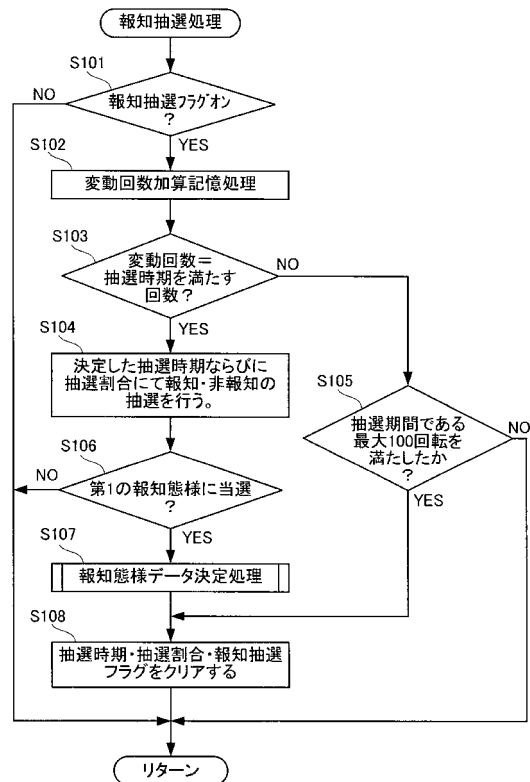 報知抽選処理
S101
報知抽選フラグオン
?
NO
YES
S102
変動回数加算記憶処理
S103
変動回数=
抽選時期を満たす
回数?
NO
YES
S104
決定した抽選時期ならびに
抽選割合にて報知・非報知の
抽選を行う。
S105
抽選期間である
最大100回転を
満たしたか
?
NO
YES
S106
第1の報知態様に当選
?
NO
YES
S107
報知態様データ決定処理
S108
抽選時期・抽選割合・報知抽選
フラグをクリアする
リターン